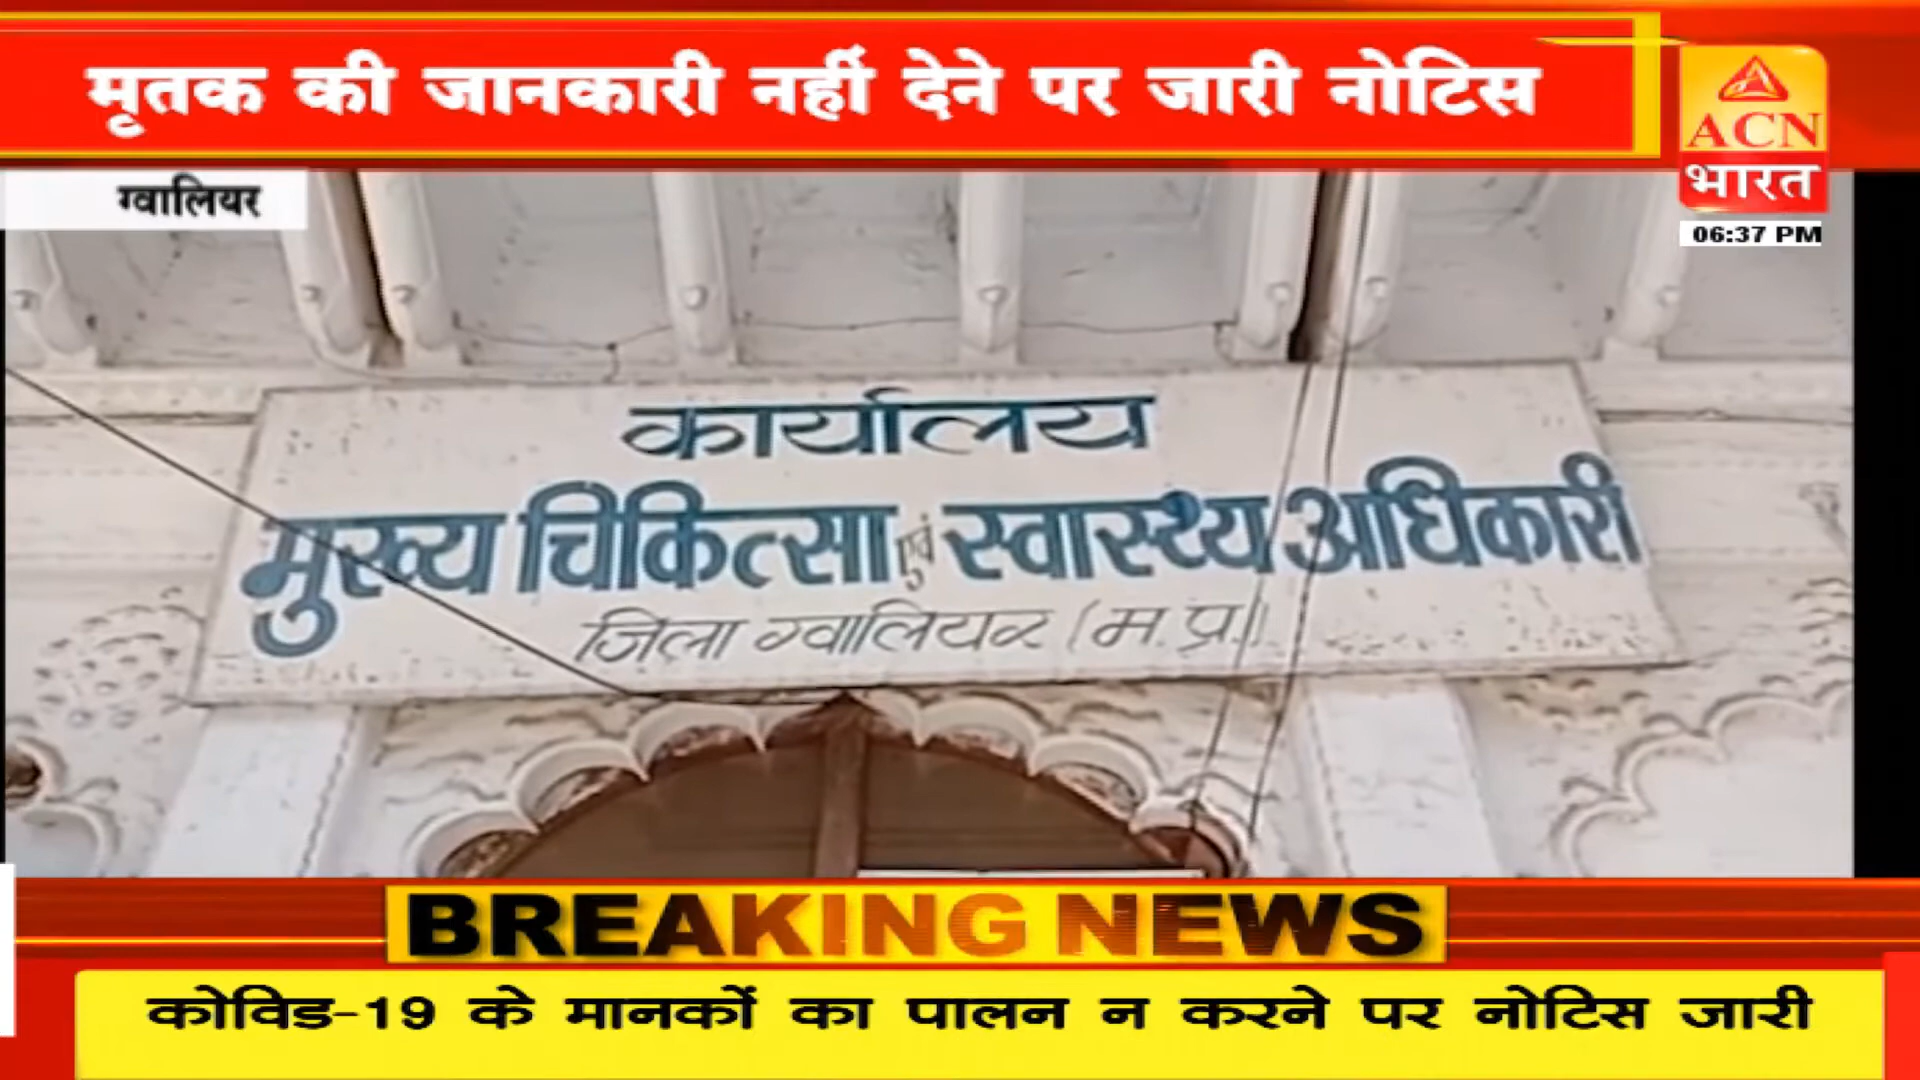 मृतक की जानकारी नहीं देने पर जारी नोटिस
ACN
भारत
06:37 PM
ग्वालियर
कार्यालय
मुख्य चिकित्सा एवं स्वास्थ्य अधिकारी
जिला ग्वालियर (म.प्र.)
BREAKING NEWS
कोविड-19 के मानकों का पालन न करने पर नोटिस जारी